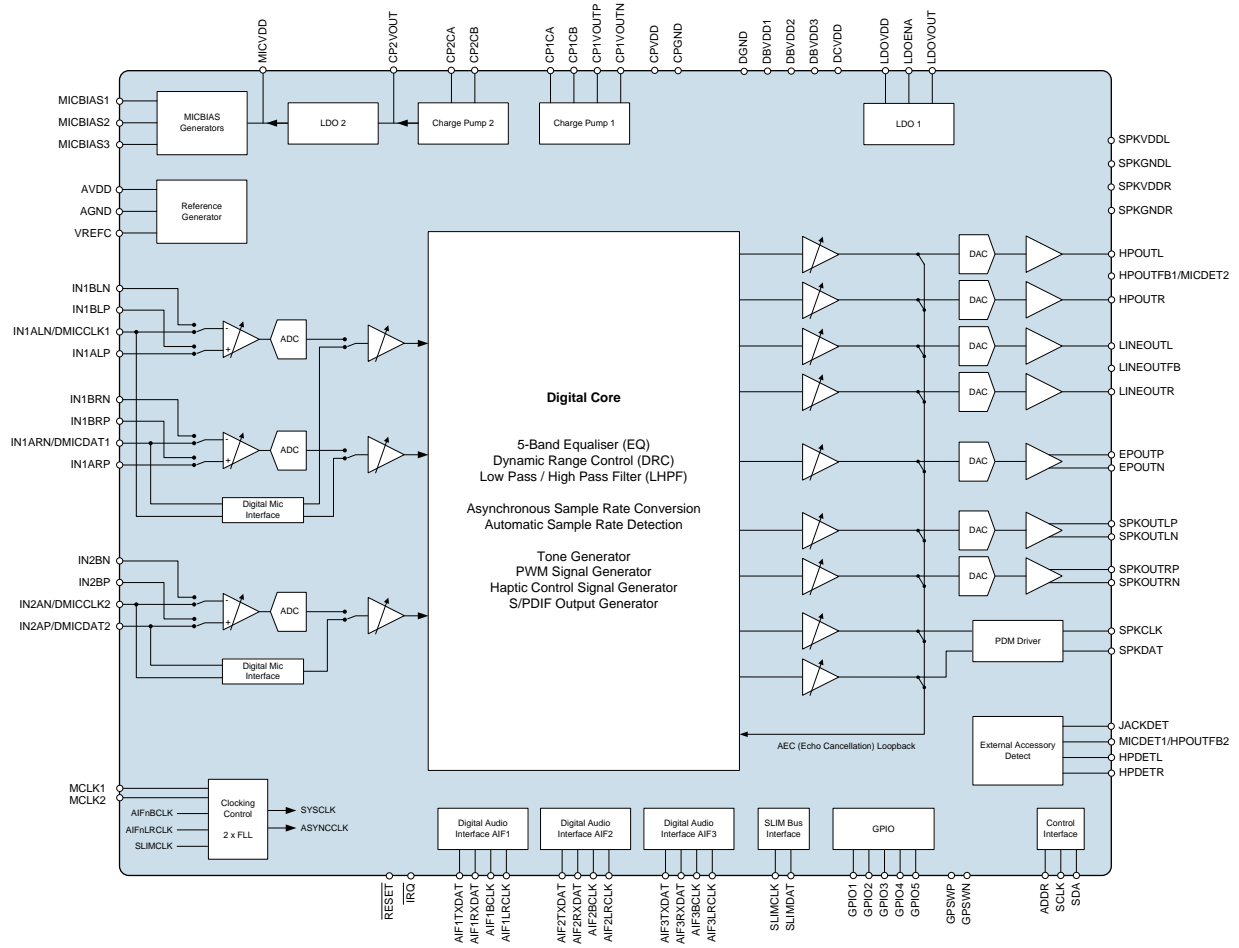 MICVDD
CP2VOUT
CP2CA
CP2CB
CP1CA
CP1CB
CP1VOUTP
CP1VOUTN
CPVDD
CPGND
DGND
DBVDD1
DBVDD2
DBVDD3
DCVDD
LDOVDD
LDOENA
LDOVOUT
MICBIAS1
MICBIAS2
MICBIAS3
MICBIAS
Generators
LDO 2
Charge Pump 2
Charge Pump 1
LDO 1
SPKVDDL
SPKGNDL
SPKVDDR
SPKGNDR
AVDD
AGND
VREFC
Reference
Generator
IN1BLN
IN1BLP
IN1ALN/DMICCLK1
IN1ALP
-
+
ADC
IN1BRN
IN1BRP
IN1ARN/DMICDAT1
IN1ARP
-
+
ADC
Digital Mic
Interface
IN2BN
IN2BP
IN2AN/DMICCLK2
IN2AP/DMICDAT2
-
+
ADC
Digital Mic
Interface
Digital Core
5-Band Equaliser (EQ)
Dynamic Range Control (DRC)
Low Pass / High Pass Filter (LHPF)
Asynchronous Sample Rate Conversion
Automatic Sample Rate Detection
Tone Generator
PWM Signal Generator
Haptic Control Signal Generator
S/PDIF Output Generator
DAC
HPOUTL
HPOUTFB1/MICDET2
DAC
HPOUTR
DAC
LINEOUTL
LINEOUTFB
DAC
LINEOUTR
DAC
EPOUTP
EPOUTN
DAC
SPKOUTLP
SPKOUTLN
DAC
SPKOUTRP
SPKOUTRN
PDM Driver
SPKCLK
SPKDAT
AEC (Echo Cancellation) Loopback
External Accessory
Detect
JACKDET
MICDET1/HPOUTFB2
HPDETL
HPDETR
MCLK1
MCLK2
AIFnBCLK
AIFnLRCLK
SLIMCLK
Clocking
Control
2 x FLL
SYSCLK
ASYNCCLK
Digital Audio
Interface AIF1
Digital Audio
Interface AIF2
Digital Audio
Interface AIF3
SLIM Bus
Interface
GPIO
Control
Interface
RESET
IRQ
AIF1TXDAT
AIF1RXDAT
AIF1BCLK
AIF1LRCLK
AIF2TXDAT
AIF2RXDAT
AIF2BCLK
AIF2LRCLK
AIF3TXDAT
AIF3RXDAT
AIF3BCLK
AIF3LRCLK
SLIMCLK
SLIMDAT
GPIO1
GPIO2
GPIO3
GPIO4
GPIO5
GPSWP
GPSWN
ADDR
SCLK
SDA